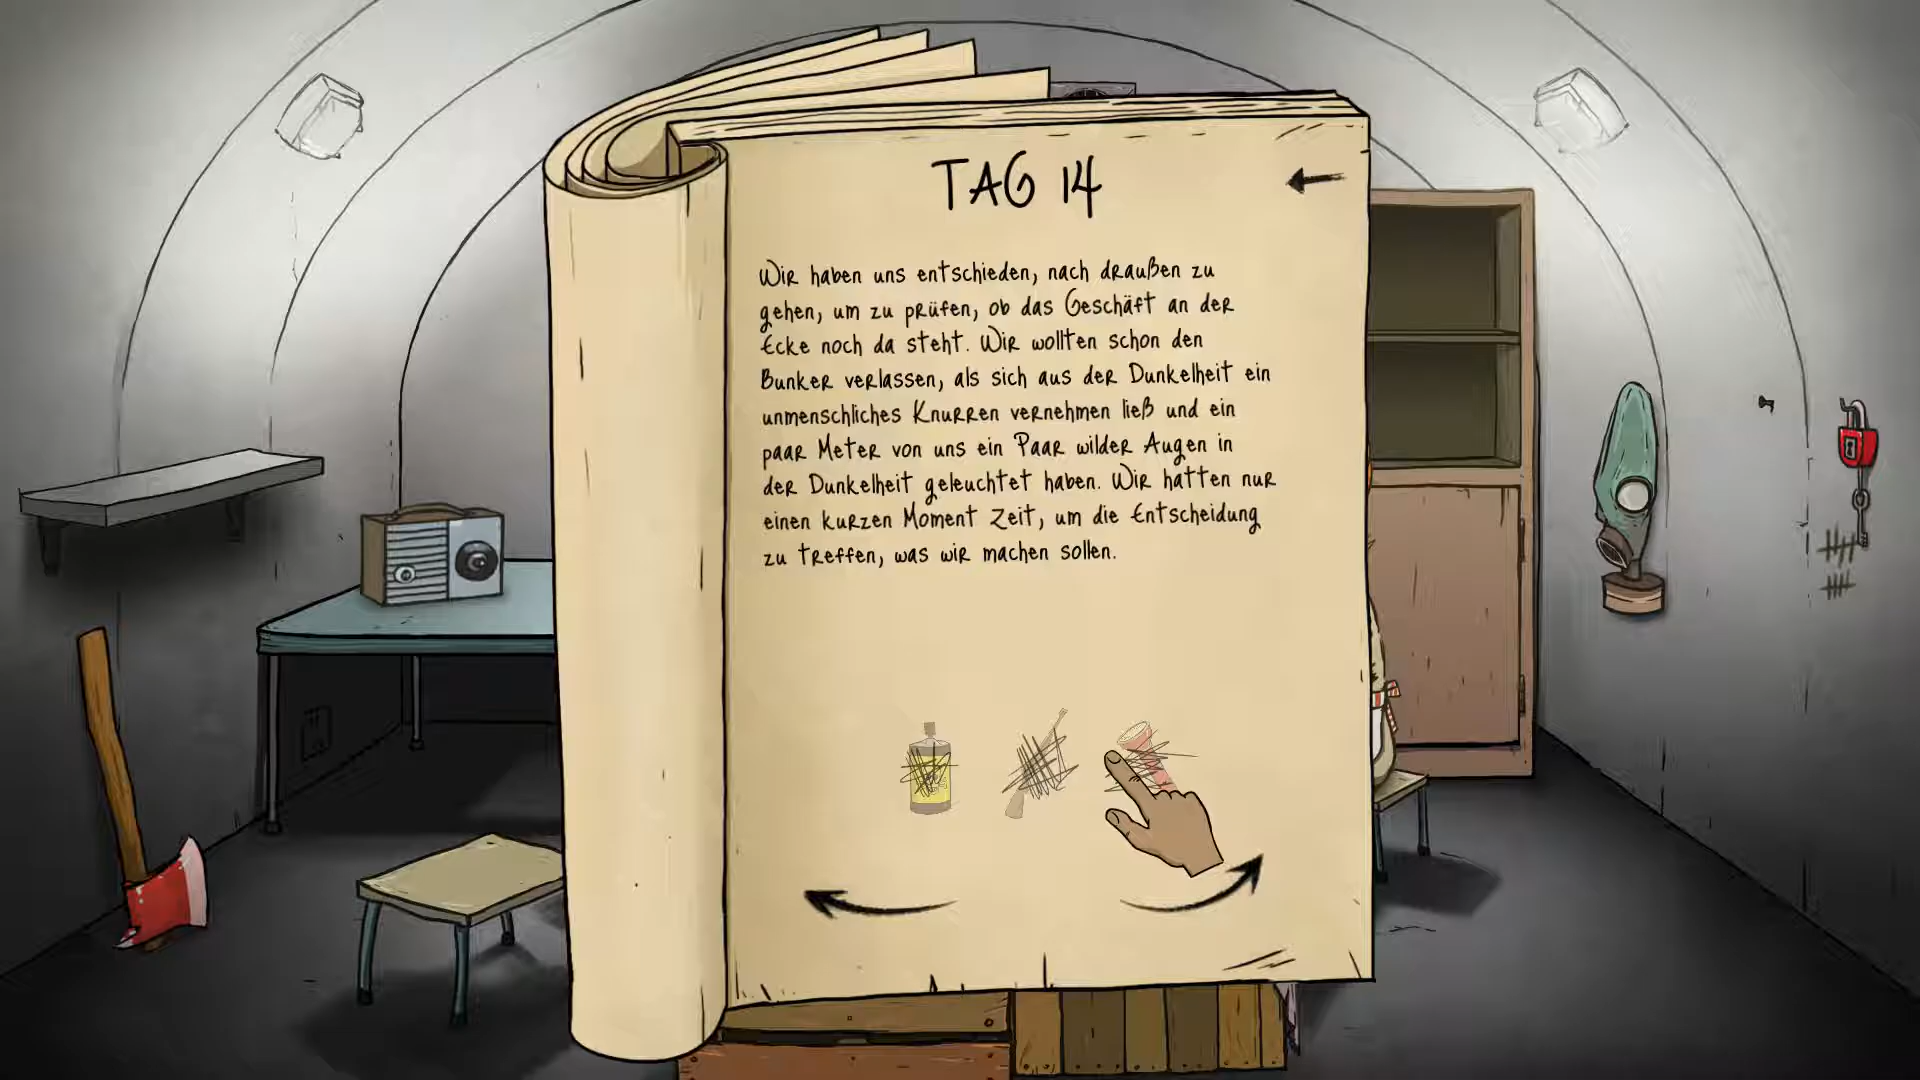 TAG 14
Wir haben uns entschieden, nach draußen zu
gehen, um zu prüfen, ob das Geschäft an der
Ecke noch da steht. Wir wollten schon den
Bunker verlassen, als sich aus der Dunkelheit ein
unmenschliches Knurren vernehmen ließ und ein
paar Meter von uns ein Paar wilder Augen in
der Dunkelheit geleuchtet haben. Wir hatten nur
einen kurzen Moment Zeit, um die Entscheidung
zu treffen, was wir machen sollen.